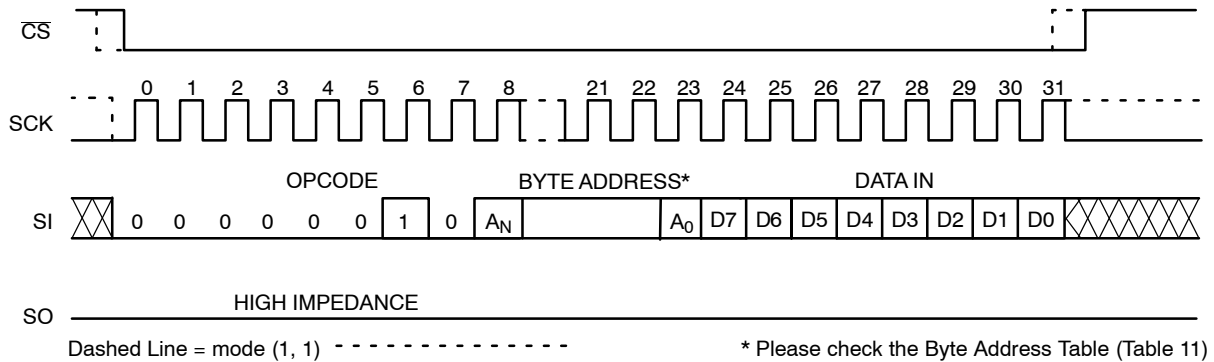 CS
0 1 2 3 4 5 6 7 8 21 22 23 24 25 26 27 28 29 30 31
SCK
OPCODE BYTE ADDRESS* DATA IN
SI 0 0 0 0 0 0 1 0 AN A0 D7 D6 D5 D4 D3 D2 D1 D0
HIGH IMPEDANCE
SO
Dashed Line = mode (1, 1) * Please check the Byte Address Table (Table 11)